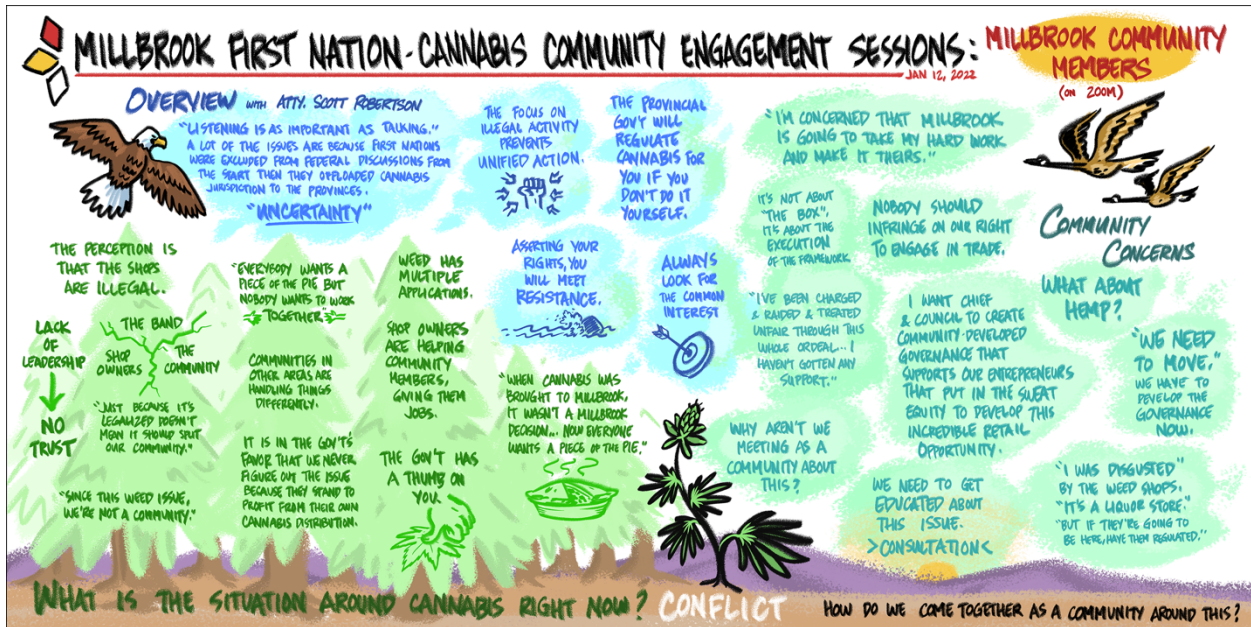 MILLBROOK FIRST NATION - CANNABIS COMMUNITY ENGAGEMENT SESSIONS:
JAN 12, 2022
MILLBROOK COMMUNITY
MEMBERS
(ON ZOOM)
OVERVIEW WITH ATTY. SCOTT ROBERTSON
"LISTENING IS AS IMPORTANT AS TALKING."
A LOT OF THE ISSUES ARE BECAUSE FIRST NATIONS
WERE EXCLUDED FROM FEDERAL DISCUSSIONS FROM
THE START THEN THEY OFFLOADED CANNABIS
JURISDICTION TO THE PROVINCES.
"UNCERTAINTY"
THE FOCUS ON
ILLEGAL ACTIVITY
PREVENTS
UNIFIED ACTION.
THE PROVINCIAL
GOV'T WILL
REGULATE
CANNABIS FOR
YOU IF YOU
DON'T DO IT
YOURSELF.
ASSERTING YOUR
RIGHTS, YOU
WILL MEET
RESISTANCE.
ALWAYS
LOOK FOR
THE COMMON
INTEREST
THE PERCEPTION IS
THAT THE SHOPS
ARE ILLEGAL.
LACK
OF
LEADERSHIP
NO
TRUST
THE BAND
SHOP
OWNERS
THE
COMMUNITY
"JUST BECAUSE IT'S
LEGALIZED DOESN'T
MEAN IT SHOULD SPLIT
OUR COMMUNITY."
"SINCE THIS WEED ISSUE,
WE'RE NOT A COMMUNITY."
"EVERYBODY WANTS A
PIECE OF THE PIE BUT
NOBODY WANTS TO WORK
TOGETHER."
COMMUNITIES IN
OTHER AREAS ARE
HANDLING THINGS
DIFFERENTLY.
IT IS IN THE GOV'TS'
FAVOR THAT WE NEVER
FIGURE OUT THE ISSUE
BECAUSE THEY STAND TO
PROFIT FROM THEIR OWN
CANNABIS DISTRIBUTION.
WEED HAS
MULTIPLE
APPLICATIONS.
SHOP OWNERS
ARE HELPING
COMMUNITY
MEMBERS,
GIVING THEM
JOBS.
THE GOV'T HAS
A THUMB ON
YOU.
"WHEN CANNABIS WAS
BROUGHT TO MILLBROOK,
IT WASN'T A MILLBROOK
DECISION... NOW EVERYONE
WANTS A PIECE OF THE PIE."
"I'M CONCERNED THAT MILLBROOK
IS GOING TO TAKE MY HARD WORK
AND MAKE IT THEIRS."
IT'S NOT ABOUT
"THE BOX",
IT'S ABOUT THE
EXECUTION
OF THE FRAMEWORK
NOBODY SHOULD
INFRINGE ON OUR RIGHT
TO ENGAGE IN TRADE.
COMMUNITY
CONCERNS
"I'VE BEEN CHARGED
& RAIDED & TREATED
UNFAIR THROUGH THIS
WHOLE ORDEAL... I
HAVEN'T GOTTEN ANY
SUPPORT."
I WANT CHIEF
& COUNCIL TO CREATE
COMMUNITY-DEVELOPED
GOVERNANCE THAT
SUPPORTS OUR ENTREPRENEURS
THAT PUT IN THE SWEAT
EQUITY TO DEVELOP THIS
INCREDIBLE RETAIL
OPPORTUNITY.
WHAT ABOUT
HEMP?
"WE NEED
TO MOVE."
WE HAVE TO
DEVELOP THE
GOVERNANCE
NOW.
WHY AREN'T WE
MEETING AS A
COMMUNITY ABOUT
THIS?
WE NEED TO GET
EDUCATED ABOUT
THIS ISSUE.
>CONSULTATION<
"I WAS DISGUSTED"
BY THE WEED SHOPS.
"IT'S A LIQUOR STORE."
"BUT IF THEY'RE GOING TO
BE HERE, HAVE THEM REGULATED."
WHAT IS THE SITUATION AROUND CANNABIS RIGHT NOW? CONFLICT
HOW DO WE COME TOGETHER AS A COMMUNITY AROUND THIS?